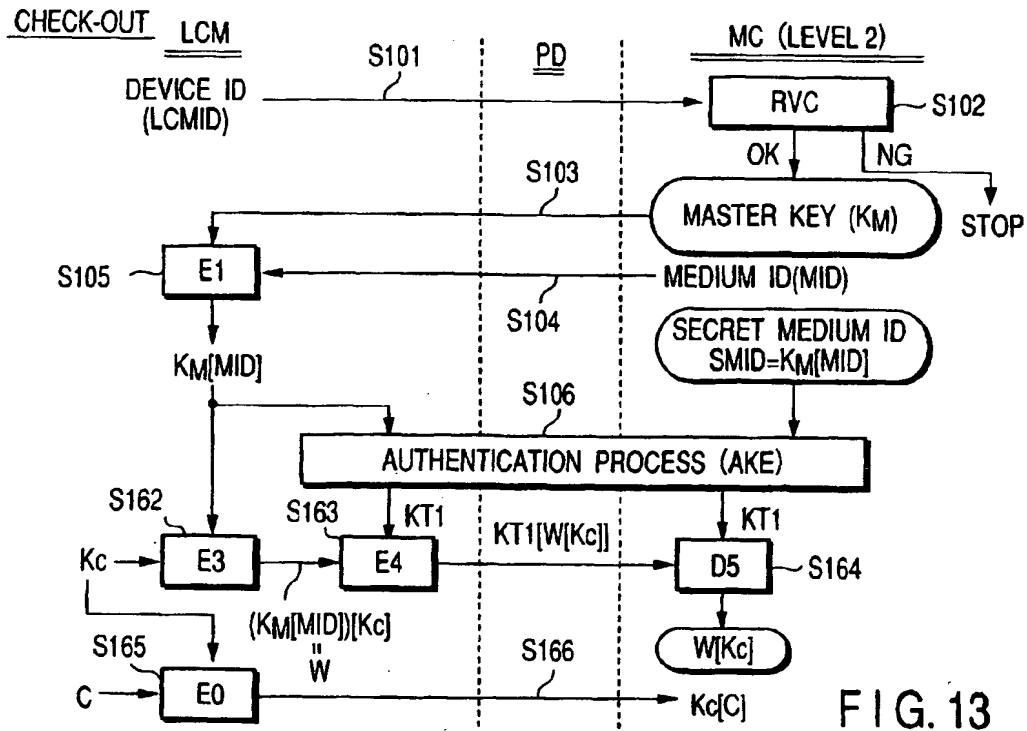 CHECK-OUT
LCM
PD
MC (LEVEL 2)
S101
DEVICE ID
(LCMID)
RVC
S102
OK
NG
STOP
S103
MASTER KEY (KM)
S105
E1
MEDIUM ID(MID)
S104
SECRET MEDIUM ID
SMID=KM[MID]
KM[MID]
S106
AUTHENTICATION PROCESS (AKE)
S162
S163
KT1
KT1[W[Kc]]
KT1
Kc
E3
E4
D5
S164
(KM[MID])[Kc]
"
W
W[Kc]
S165
S166
C
E0
Kc[C]
FIG. 13